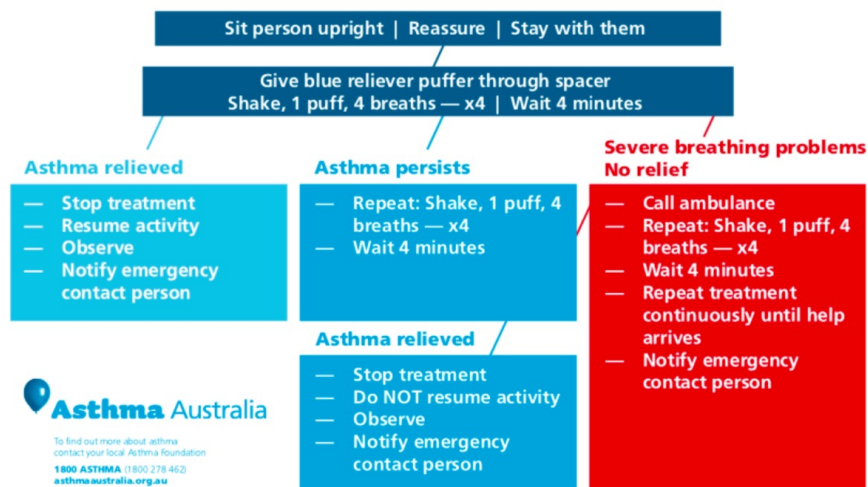 Sit person upright | Reassure | Stay with them
Give blue reliever puffer through spacer
Shake, 1 puff, 4 breaths — x4 | Wait 4 minutes
Asthma relieved
— Stop treatment
— Resume activity
— Observe
— Notify emergency
contact person
Asthma persists
— Repeat: Shake, 1 puff, 4
breaths — x4
— Wait 4 minutes
Asthma relieved
— Stop treatment
— Do NOT resume activity
— Observe
— Notify emergency
contact person
Severe breathing problems
No relief
— Call ambulance
— Repeat: Shake, 1 puff, 4
breaths — x4
— Wait 4 minutes
— Repeat treatment
continuously until help
arrives
— Notify emergency
contact person
Asthma Australia
To find out more about asthma
contact your local Asthma Foundation
1800 ASTHMA (1800 278 462)
asthmaaustralia.org.au